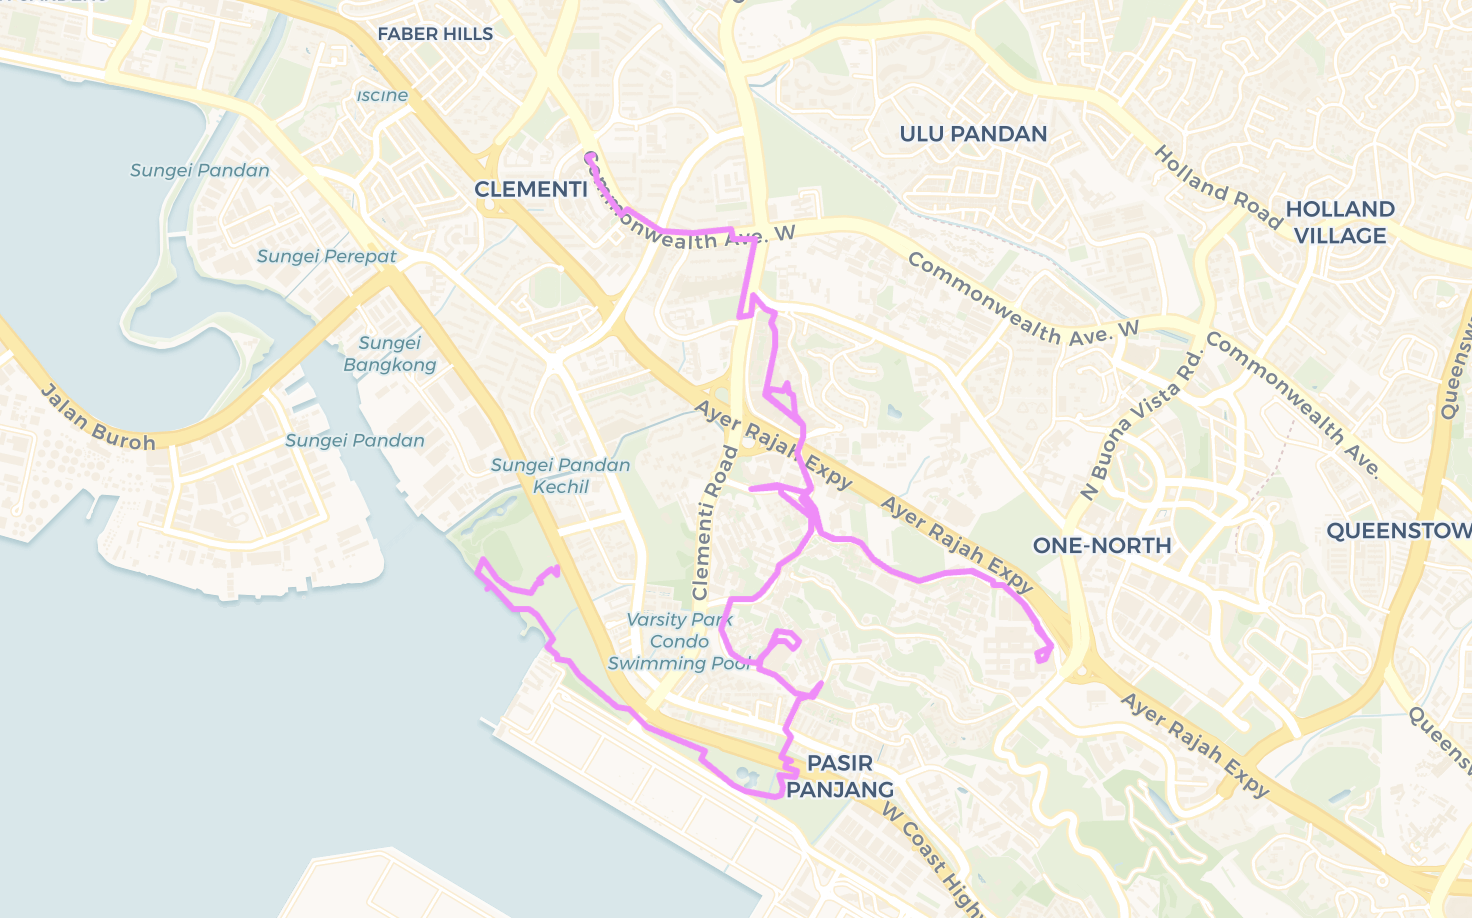 FABER HILLS
iscine
ULU PANDAN
Sungei Pandan
CLEMENTI
Holland Road
HOLLAND
VILLAGE
Commonwealth Ave. W
Sungei Perepat
Commonwealth Ave. W
Sungei
Bangkong
Commonwealth Ave.
N Buona Vista Rd.
Queensw
Jalan Buroh
Ayer Rajah Expy
Sungei Pandan
Sungei Pandan
Kechil
Clementi Road
Ayer Rajah Expy
QUEENSTOW
ONE-NORTH
Varsity Park
Condo
Swimming Pool
Ayer Rajah Expy
Queensw
PASIR
PANJANG
W Coast Highw